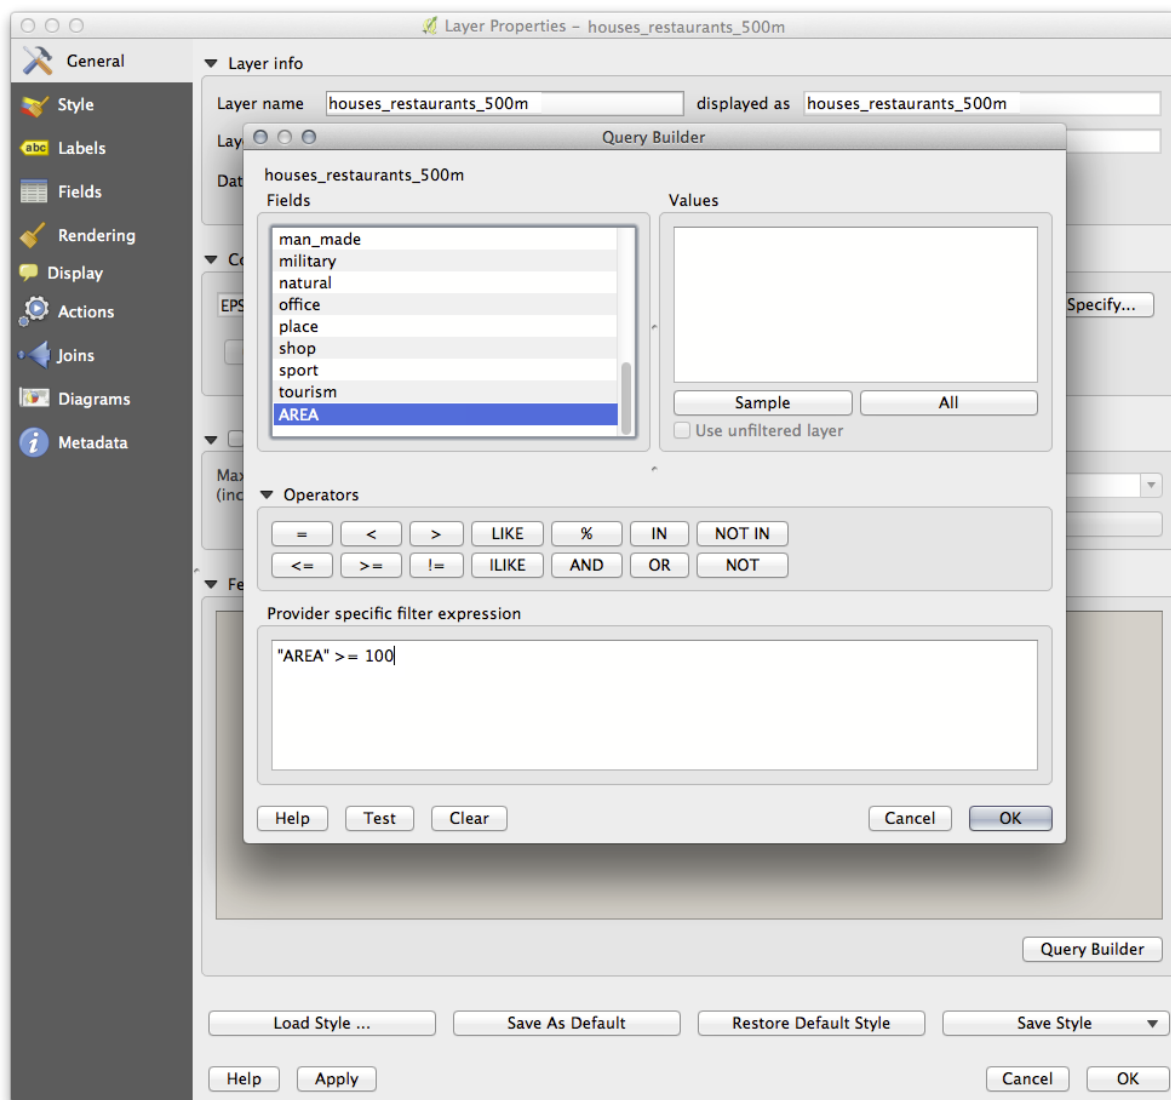 Layer Properties - houses_restaurants_500m
General
Style
Labels
Fields
Rendering
Display
Actions
Joins
Diagrams
Metadata
abc
Layer info
Layer name houses_restaurants_500m displayed as houses_restaurants_500m
Query Builder
houses_restaurants_500m
Fields
man_made
military
natural
office
place
shop
sport
tourism
AREA
Values
Sample All
Use unfiltered layer
Specify...
Operators
= < > LIKE % IN NOT IN
<= >= != ILIKE AND OR NOT
Provider specific filter expression
"AREA" >= 100
Help Test Clear Cancel OK
Query Builder
Load Style ... Save As Default Restore Default Style Save Style
Help Apply Cancel OK